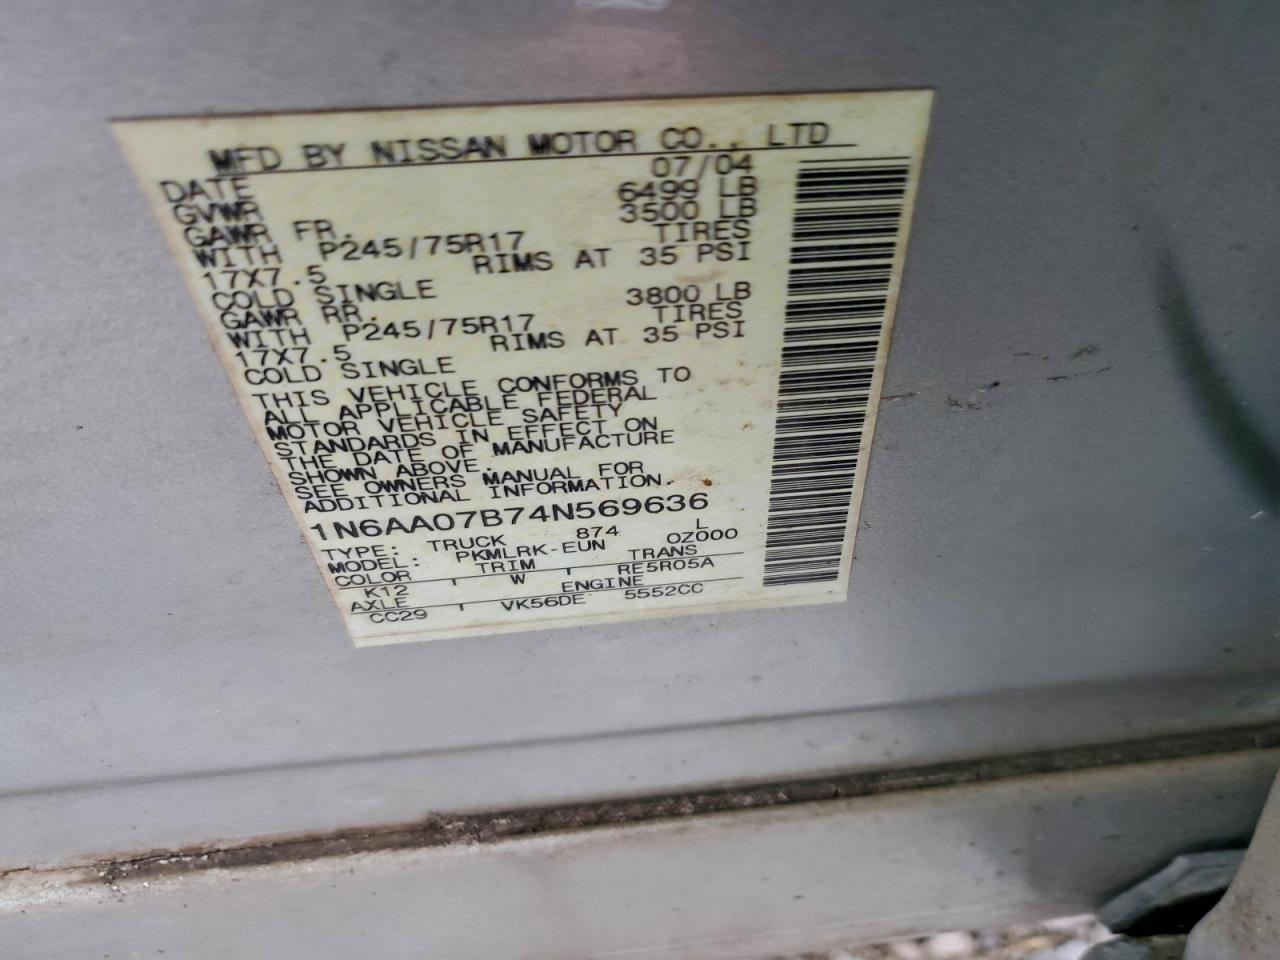 MFD BY NISSAN MOTOR CO., LTD
DATE 07/04
GVWR 6499 LB
GAWR FR. 3500 LB
WITH P245/75R17 TIRES
17X7.5 RIMS AT 35 PSI
COLD SINGLE
GAWR RR. 3800 LB
WITH P245/75R17 TIRES
17X7.5 RIMS AT 35 PSI
COLD SINGLE
THIS VEHICLE CONFORMS TO
ALL APPLICABLE FEDERAL
MOTOR VEHICLE SAFETY
STANDARDS IN EFFECT ON
THE DATE OF MANUFACTURE
SHOWN ABOVE.
SEE OWNERS MANUAL FOR
ADDITIONAL INFORMATION.
1N6AA07B74N569636
TYPE: TRUCK 874 L
MODEL: PKMLRK-EUN OZ000
COLOR TRIM TRANS
K12 W RE5R05A
AXLE ENGINE
CC29 VK56DE 5552CC